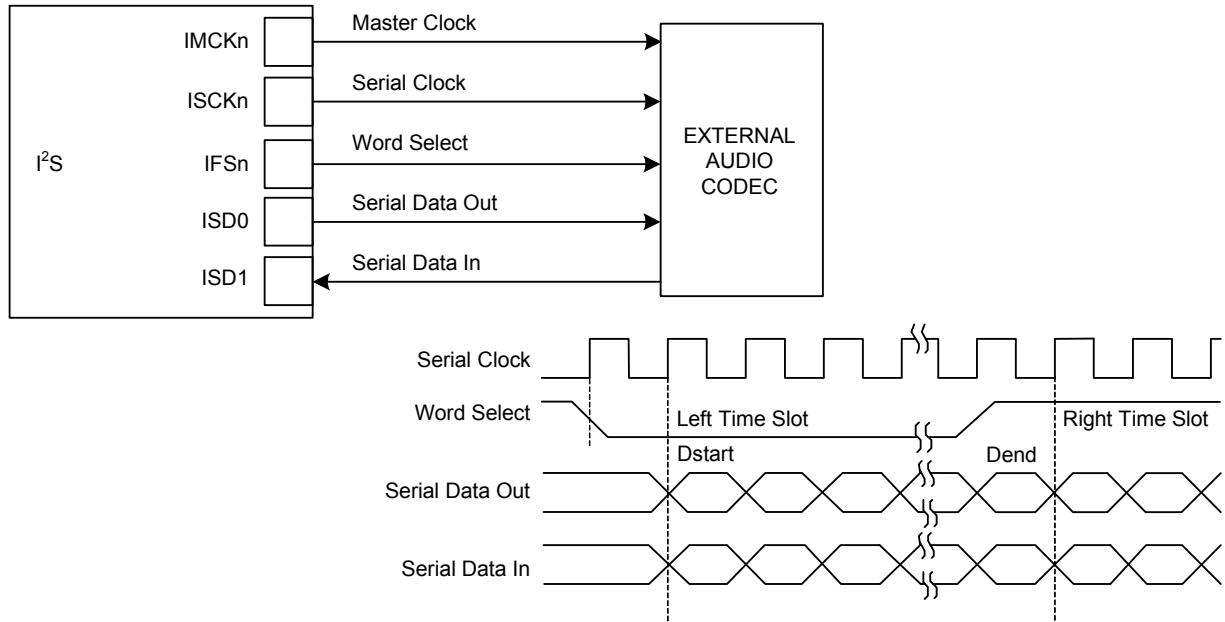 IMCKn
Master Clock
ISCKn
Serial Clock
I²S
IFSn
Word Select
EXTERNAL
AUDIO
CODEC
ISD0
Serial Data Out
ISD1
Serial Data In
Serial Clock
Word Select
Left Time Slot
Right Time Slot
Dstart
Dend
Serial Data Out
Serial Data In